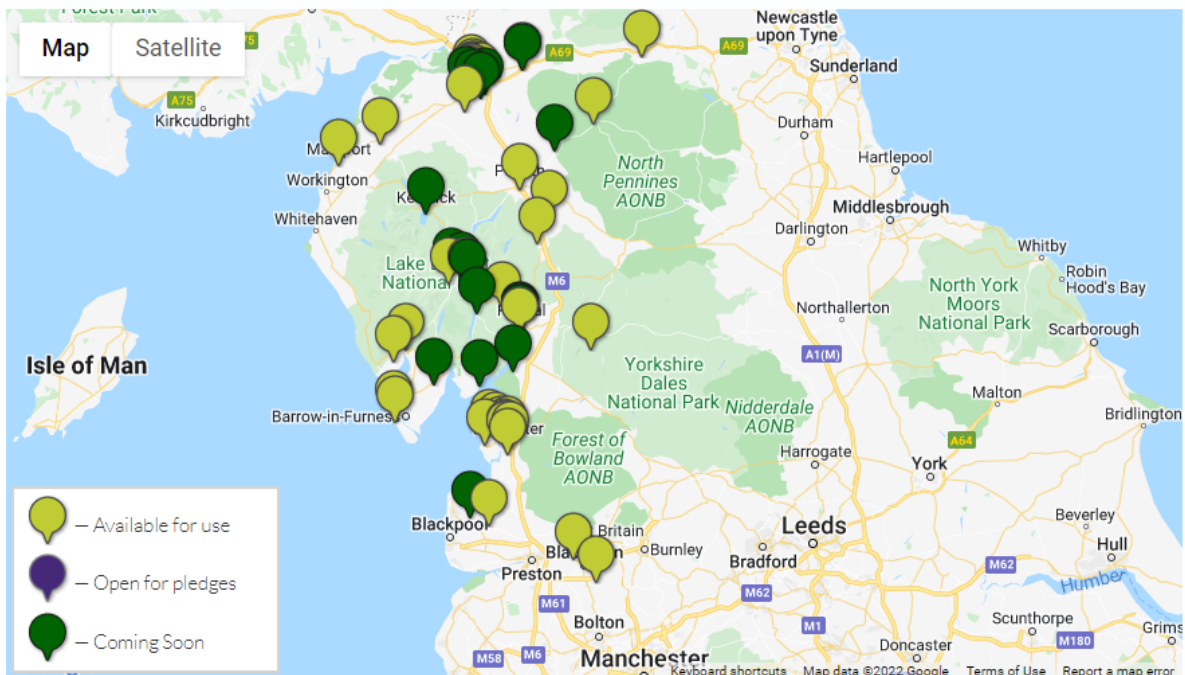 Forest Park
Map
Satellite
A75
Kirkcudbright
A69
A69
Newcastle
upon Tyne
Sunderland
Durham
Hartlepool
Workington
Whitehaven
North
Pennines
AONB
Middlesbrough
Darlington
Whitby
Robin
Hood's Bay
M6
North York
Moors
National Park
Northallerton
Scarborough
A1(M)
Isle of Man
Yorkshire
Dales
National Park
Nidderdale
AONB
Malton
Bridlington
Barrow-in-Furness
Forest of
Bowland
AONB
A64
Harrogate
York
Beverley
Hull
Humber
Blackpool
Britain
Burnley
Preston
Leeds
Bradford
M62
M62
M61
M1
Bolton
Scunthorpe
M180
Doncaster
M58
M6
Manchester
— Available for use
— Open for pledges
— Coming Soon
Keyboard shortcuts
Map data ©2022 Google
Terms of Use
Report a map error